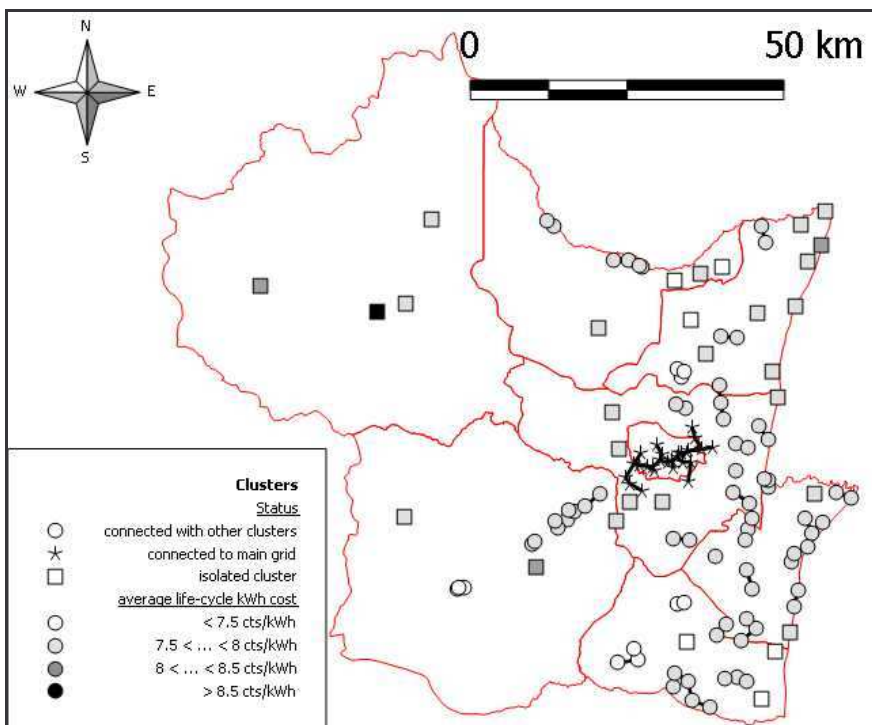 N
0 50 km
W E
S
Clusters
Status
connected with other clusters
connected to main grid
isolated cluster
average life-cycle kWh cost
< 7.5 cts/kWh
7.5 < ... < 8 cts/kWh
8 < ... < 8.5 cts/kWh
> 8.5 cts/kWh